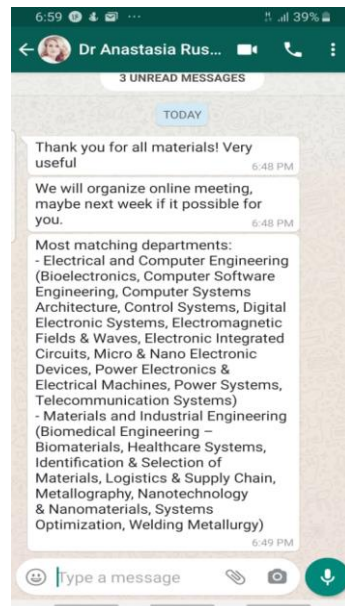 6:59 ... 39%
Dr Anastasia Rus...
3 UNREAD MESSAGES
TODAY
Thank you for all materials! Very
useful
6:48 PM
We will organize online meeting,
maybe next week if it possible for
you.
6:48 PM
Most matching departments:
- Electrical and Computer Engineering
(Bioelectronics, Computer Software
Engineering, Computer Systems
Architecture, Control Systems, Digital
Electronic Systems, Electromagnetic
Fields & Waves, Electronic Integrated
Circuits, Micro & Nano Electronic
Devices, Power Electronics &
Electrical Machines, Power Systems,
Telecommunication Systems)
- Materials and Industrial Engineering
(Biomedical Engineering –
Biomaterials, Healthcare Systems,
Identification & Selection of
Materials, Logistics & Supply Chain,
Metallography, Nanotechnology
& Nanomaterials, Systems
Optimization, Welding Metallurgy)
6:49 PM
Type a message